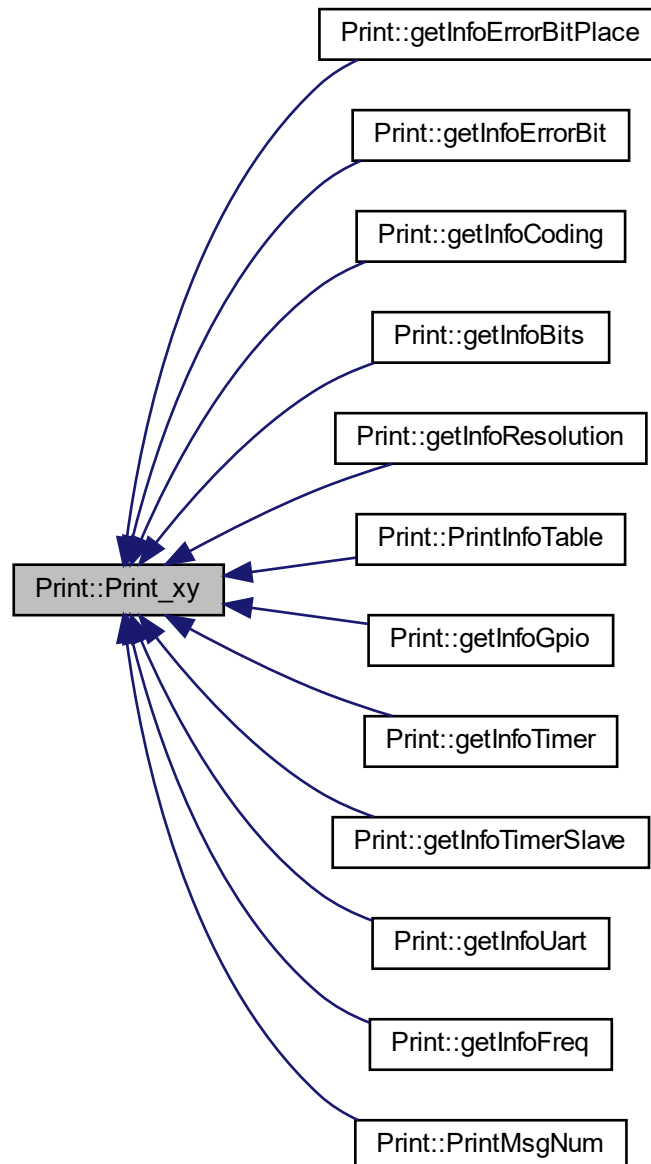 Print::getInfoErrorBitPlace
Print::getInfoErrorBit
Print::getInfoCoding
Print::getInfoBits
Print::getInfoResolution
Print::PrintInfoTable
Print::Print_xy
Print::getInfoGpio
Print::getInfoTimer
Print::getInfoTimerSlave
Print::getInfoUart
Print::getInfoFreq
Print::PrintMsgNum